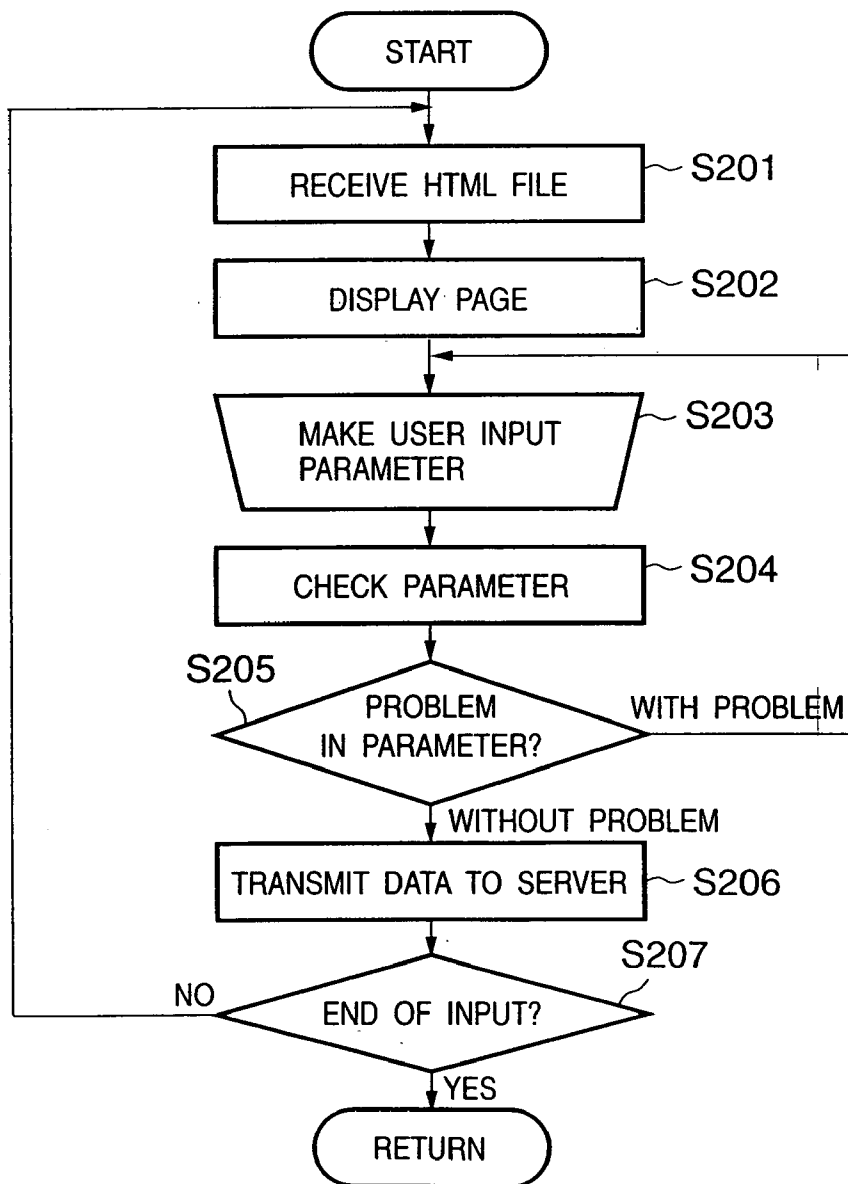 START
RECEIVE HTML FILE
S201
DISPLAY PAGE
S202
MAKE USER INPUT
PARAMETER
S203
CHECK PARAMETER
S204
S205
PROBLEM
IN PARAMETER?
WITH PROBLEM
WITHOUT PROBLEM
TRANSMIT DATA TO SERVER
S206
S207
END OF INPUT?
NO
YES
RETURN